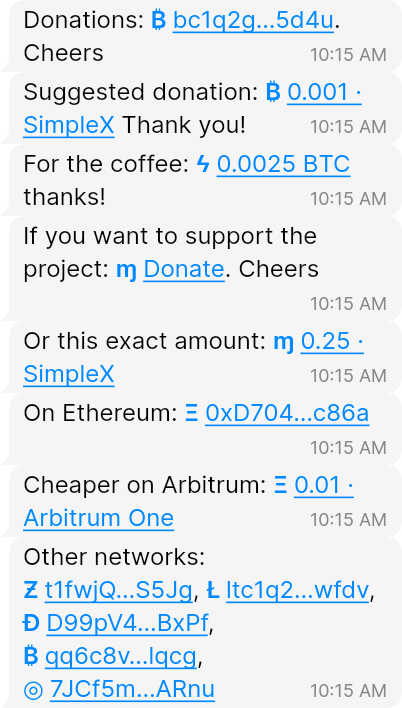 Donations: ₿ bc1q2g...5d4u.
Cheers 10:15 AM
Suggested donation: ₿ 0.001 ·
SimpleX Thank you! 10:15 AM
For the coffee: ϟ 0.0025 BTC
thanks! 10:15 AM
If you want to support the
project: ɱ Donate. Cheers
10:15 AM
Or this exact amount: ɱ 0.25 ·
SimpleX 10:15 AM
On Ethereum: Ξ 0xD704...c86a
10:15 AM
Cheaper on Arbitrum: Ξ 0.01 ·
Arbitrum One 10:15 AM
Other networks:
Ƶ t1fwjQ...S5Jg, Ł ltc1q2...wfdv,
Ð D99pV4...BxPf,
₿ qq6c8v...lqcg,
◎ 7JCf5m...ARnu 10:15 AM